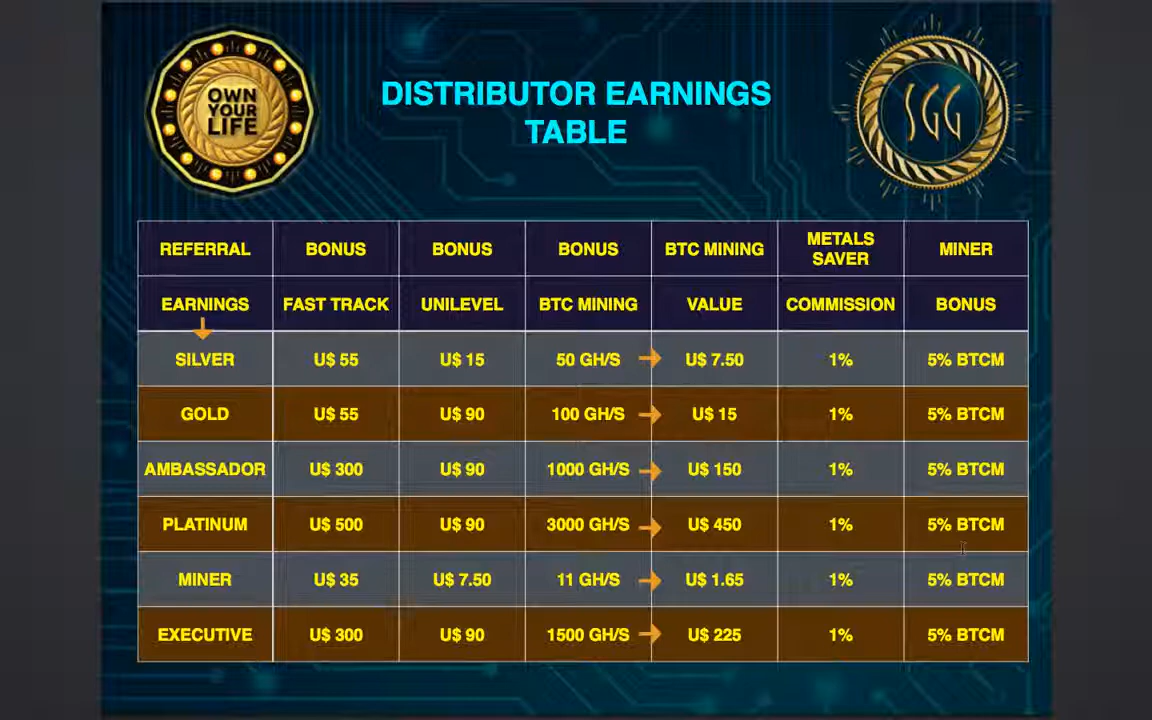 OWN
YOUR
LIFE
DISTRIBUTOR EARNINGS
TABLE
SGG
REFERRAL BONUS BONUS BONUS BTC MINING METALS SAVER MINER
EARNINGS FAST TRACK UNILEVEL BTC MINING VALUE COMMISSION BONUS
SILVER U$ 55 U$ 15 50 GH/S U$ 7.50 1% 5% BTCM
GOLD U$ 55 U$ 90 100 GH/S U$ 15 1% 5% BTCM
AMBASSADOR U$ 300 U$ 90 1000 GH/S U$ 150 1% 5% BTCM
PLATINUM U$ 500 U$ 90 3000 GH/S U$ 450 1% 5% BTCM
MINER U$ 35 U$ 7.50 11 GH/S U$ 1.65 1% 5% BTCM
EXECUTIVE U$ 300 U$ 90 1500 GH/S U$ 225 1% 5% BTCM